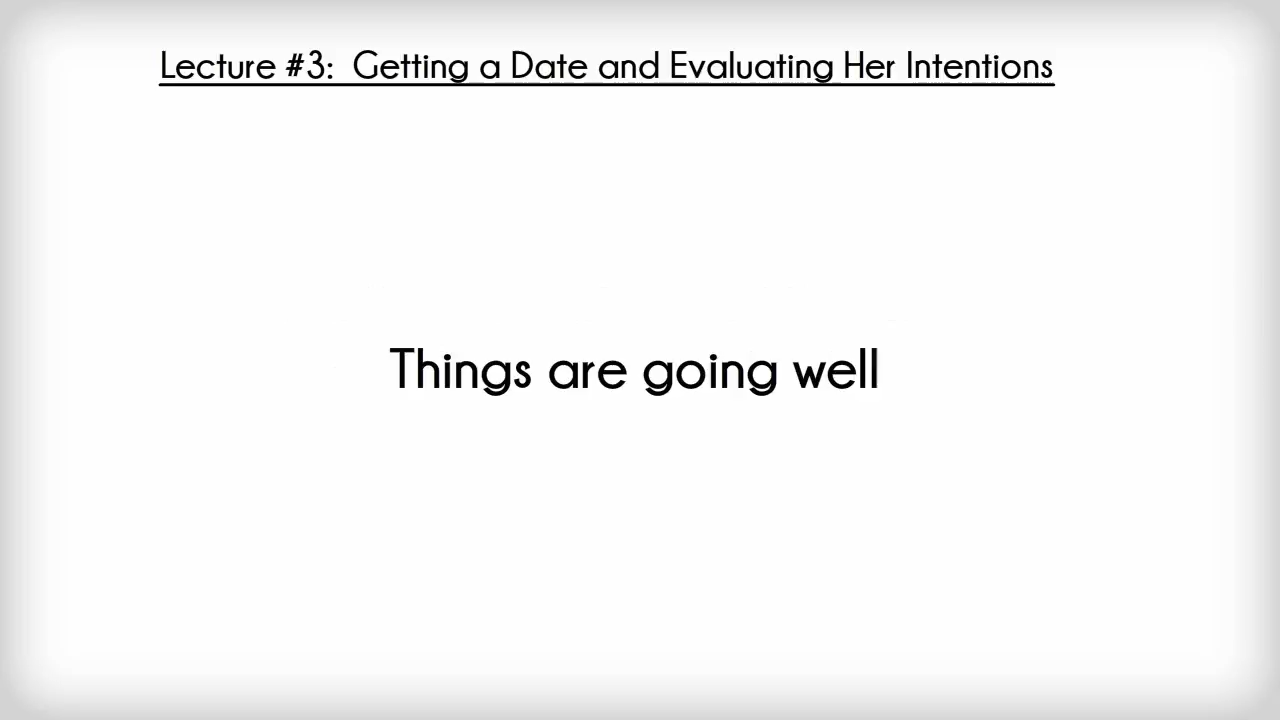 Lecture #3:  Getting a Date and Evaluating Her Intentions
Things are going well